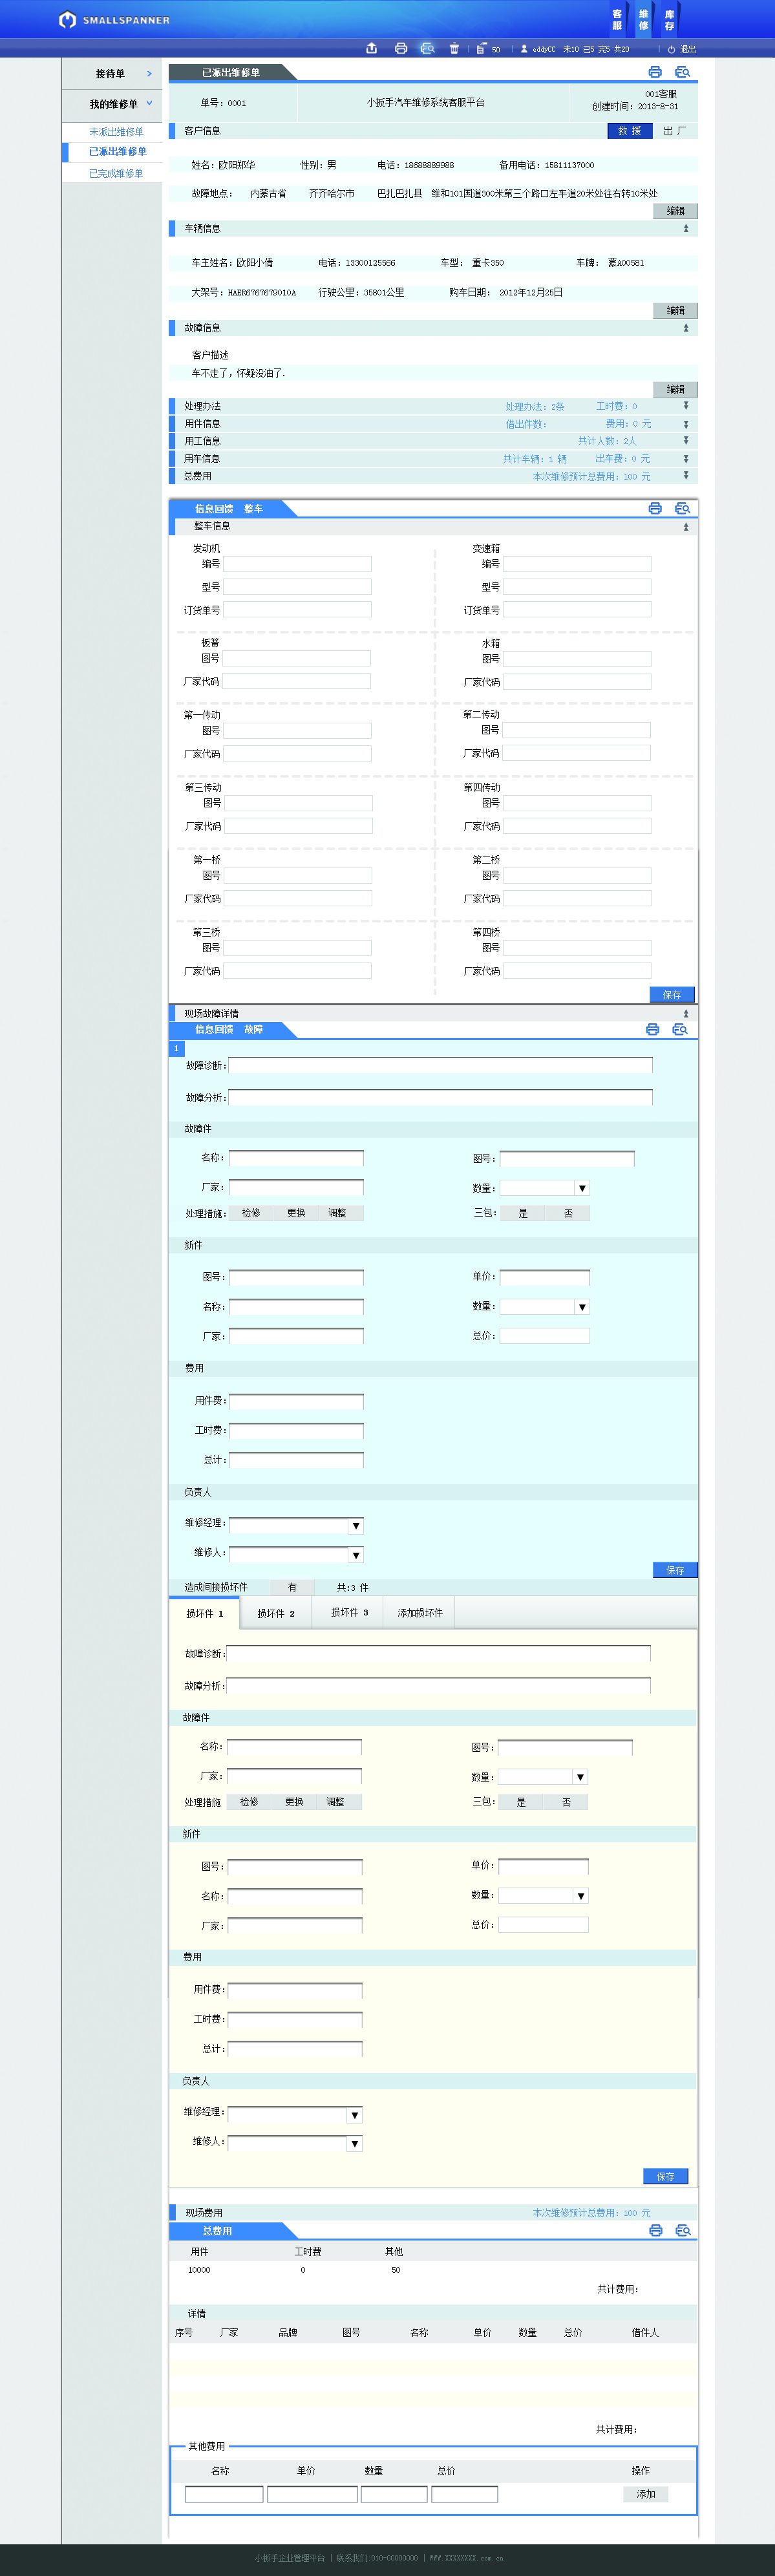 SMALLSPANNER
客服 维修 库存
50 eddyCC 未10 已5 完5 共20 退出
接待单
我的维修单
未派出维修单
已派出维修单
已完成维修单
已派出维修单
单号：0001 小扳手汽车维修系统客服平台 001客服
创建时间：2013-8-31
客户信息 救 援 出 厂
姓名：欧阳郑华 性别：男 电话：18688889988 备用电话：15811137000
故障地点： 内蒙古省 齐齐哈尔市 巴扎巴扎县 维和101国道300米第三个路口左车道20米处往右转10米处
编辑
车辆信息
车主姓名：欧阳小倩 电话：13300125566 车型： 重卡350 车牌： 蒙A00581
大架号：HAER6767679010A 行驶公里：35801公里 购车日期： 2012年12月25日
编辑
故障信息
客户描述
车不走了，怀疑没油了.
编辑
处理办法 处理办法：2条 工时费：0
用件信息 借出件数： 费用：0 元
用工信息 共计人数：2人
用车信息 共计车辆：1 辆 出车费：0 元
总费用 本次维修预计总费用：100 元
信息回馈 整车
整车信息
发动机 变速箱
编号 编号
型号 型号
订货单号 订货单号
板簧 水箱
图号 图号
厂家代码 厂家代码
第一传动 第二传动
图号 图号
厂家代码 厂家代码
第三传动 第四传动
图号 图号
厂家代码 厂家代码
第一桥 第二桥
图号 图号
厂家代码 厂家代码
第三桥 第四桥
图号 图号
厂家代码 厂家代码
保存
现场故障详情
信息回馈 故障
1
故障诊断：
故障分析：
故障件
名称： 图号：
厂家： 数量：
处理措施： 检修 更换 调整 三包： 是 否
新件
图号： 单价：
名称： 数量：
厂家： 总价：
费用
用件费：
工时费：
总计：
负责人
维修经理：
维修人：
保存
造成间接损坏件 有 共:3 件
损坏件 1 损坏件 2 损坏件 3 添加损坏件
故障诊断：
故障分析：
故障件
名称： 图号：
厂家： 数量：
处理措施 检修 更换 调整 三包： 是 否
新件
图号： 单价：
名称： 数量：
厂家： 总价：
费用
用件费：
工时费：
总计：
负责人
维修经理：
维修人：
保存
现场费用 本次维修预计总费用：100 元
总费用
用件 工时费 其他
10000 0 50
共计费用：
详情
序号 厂家 品牌 图号 名称 单价 数量 总价 借件人
共计费用：
其他费用
名称 单价 数量 总价 操作
添加
小扳手企业管理平台 | 联系我们:010-00000000 | WWW.XXXXXXXX.com.cn